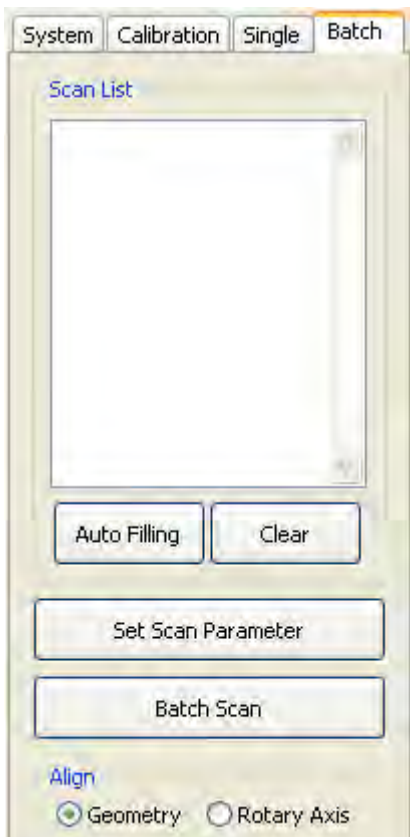 System Calibration Single Batch
Scan List
Auto Filling Clear
Set Scan Parameter
Batch Scan
Align
Geometry Rotary Axis